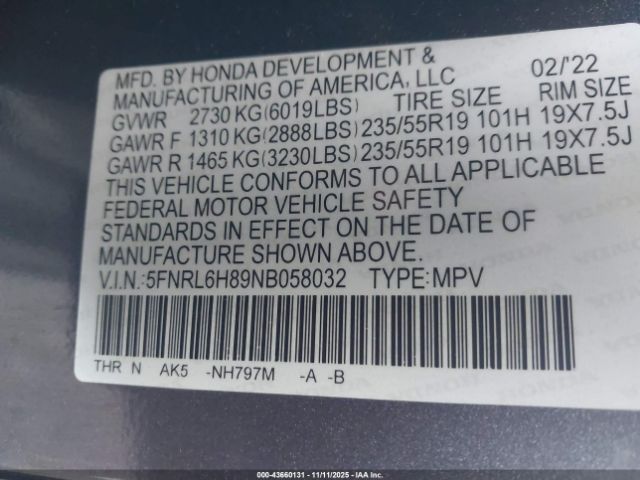 MFD. BY HONDA DEVELOPMENT & 02/'22
MANUFACTURING OF AMERICA, LLC
TIRE SIZE RIM SIZE
GVWR 2730 KG(6019LBS)
GAWR F 1310 KG(2888LBS) 235/55R19 101H 19X7.5J
GAWR R 1465 KG(3230LBS) 235/55R19 101H 19X7.5J
THIS VEHICLE CONFORMS TO ALL APPLICABLE
FEDERAL MOTOR VEHICLE SAFETY
STANDARDS IN EFFECT ON THE DATE OF
MANUFACTURE SHOWN ABOVE.
V.I.N.:5FNRL6H89NB058032 TYPE:MPV
THR N AK5 -NH797M -A -B
000-43660131 - 11/11/2025 - IAA Inc.